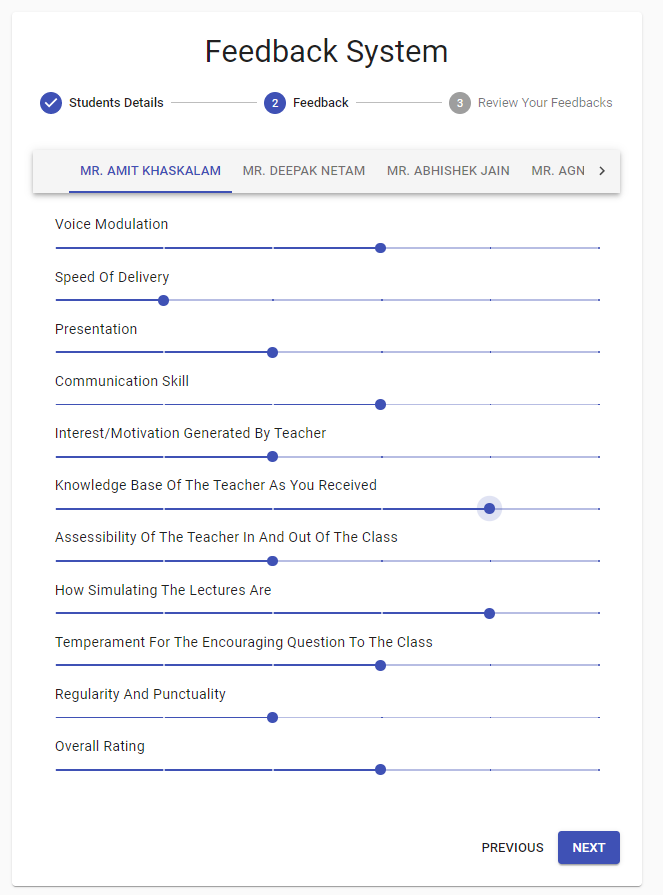 Feedback System
Students Details 2 Feedback 3 Review Your Feedbacks
MR. AMIT KHASKALAM MR. DEEPAK NETAM MR. ABHISHEK JAIN MR. AGN
Voice Modulation
Speed Of Delivery
Presentation
Communication Skill
Interest/Motivation Generated By Teacher
Knowledge Base Of The Teacher As You Received
Assessibility Of The Teacher In And Out Of The Class
How Simulating The Lectures Are
Temperament For The Encouraging Question To The Class
Regularity And Punctuality
Overall Rating
PREVIOUS NEXT